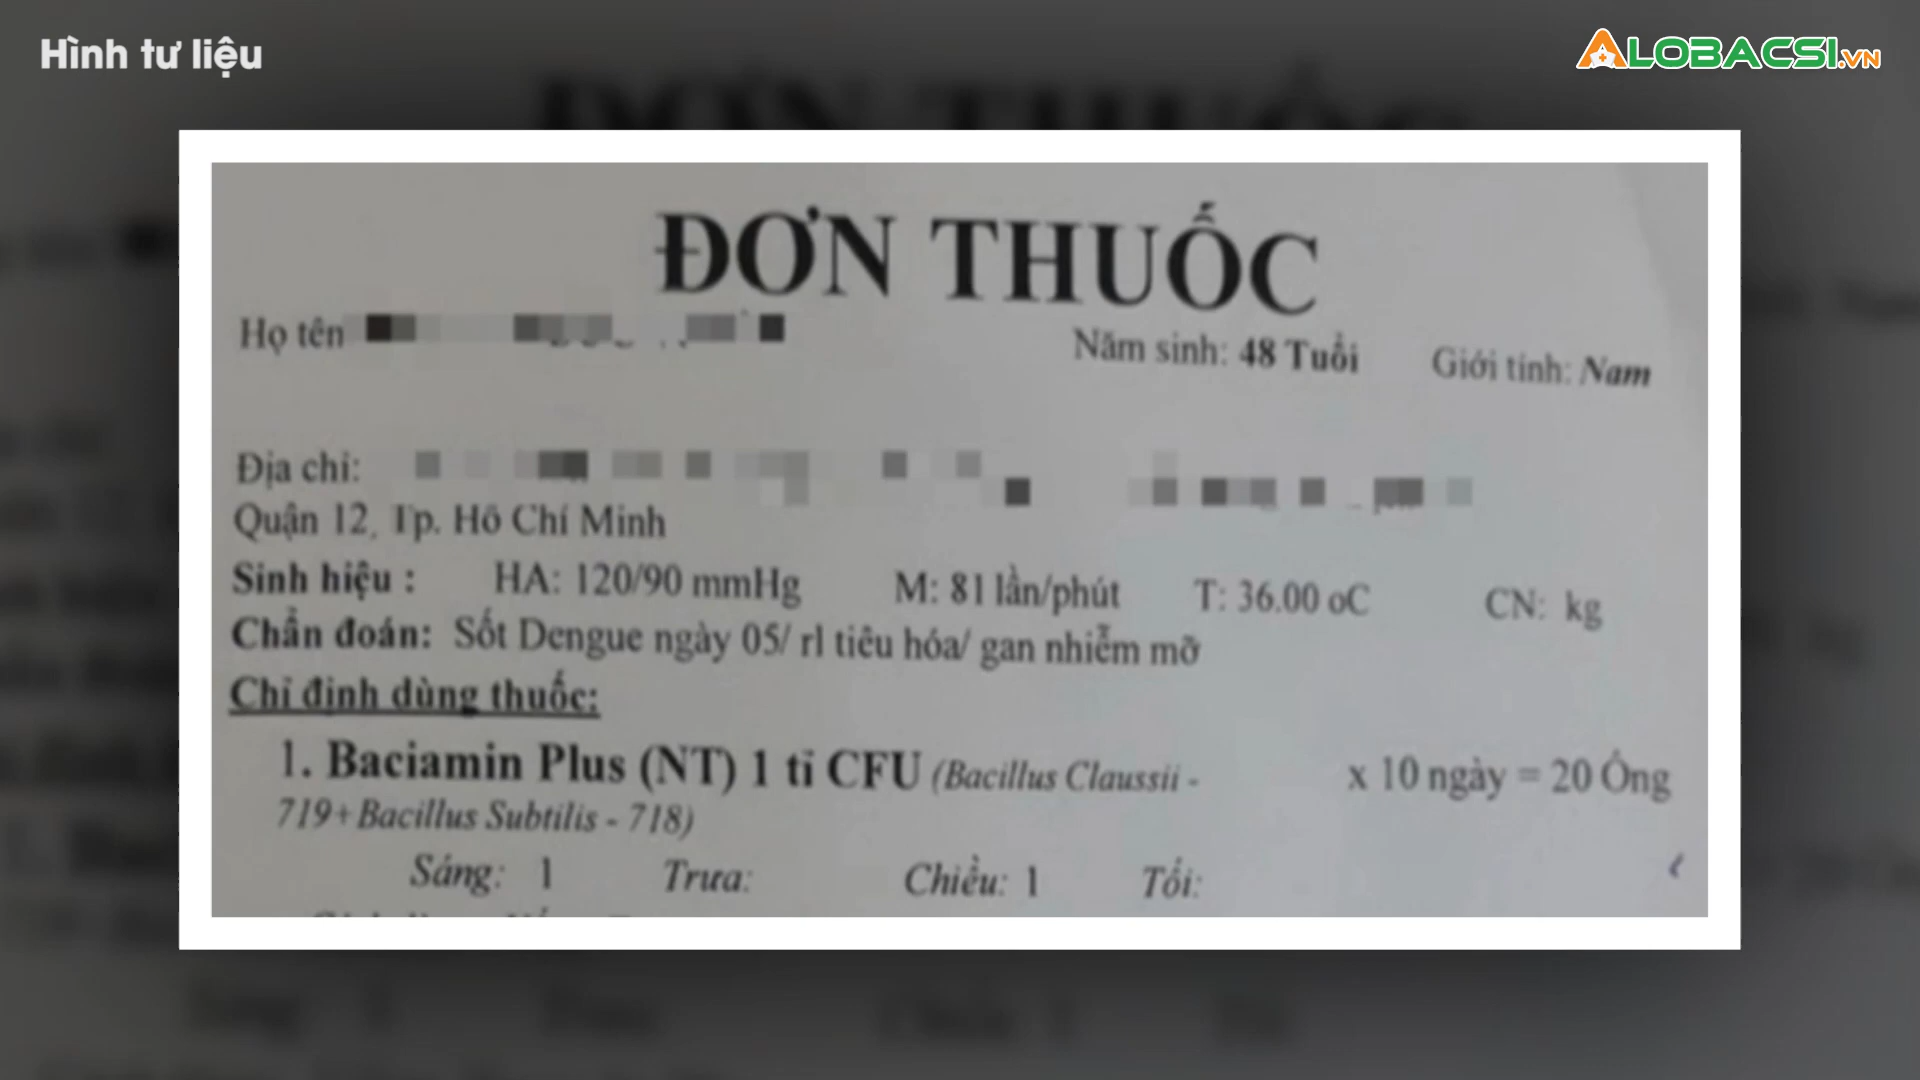 Hình tư liệu
ALOBACSI.VN
ĐƠN THUỐC
Họ tên
Năm sinh: 48 Tuổi Giới tính: Nam
Địa chỉ:
Quận 12, Tp. Hồ Chí Minh
Sinh hiệu : HA: 120/90 mmHg M: 81 lần/phút T: 36.00 oC CN: kg
Chẩn đoán: Sốt Dengue ngày 05/ rl tiêu hóa/ gan nhiễm mỡ
Chỉ định dùng thuốc:
1. Baciamin Plus (NT) 1 tỉ CFU (Bacillus Claussii - x 10 ngày = 20 Ống
719+Bacillus Subtilis - 718)
Sáng: 1 Trưa: Chiều: 1 Tối: